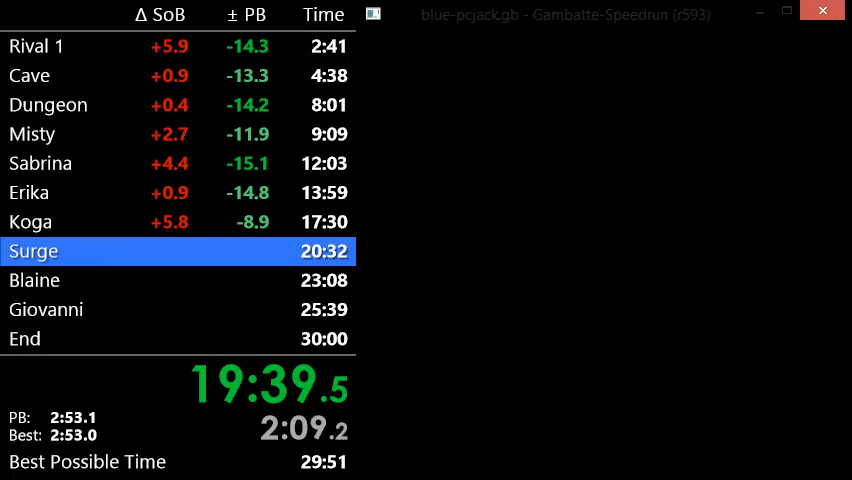 Δ SoB ± PB Time
Rival 1 +5.9 -14.3 2:41
Cave +0.9 -13.3 4:38
Dungeon +0.4 -14.2 8:01
Misty +2.7 -11.9 9:09
Sabrina +4.4 -15.1 12:03
Erika +0.9 -14.8 13:59
Koga +5.8 -8.9 17:30
Surge 20:32
Blaine 23:08
Giovanni 25:39
End 30:00
19:39.5
PB: 2:53.1
Best: 2:53.0
2:09.2
Best Possible Time 29:51
blue-pcjack.gb - Gambatte-Speedrun (r593)